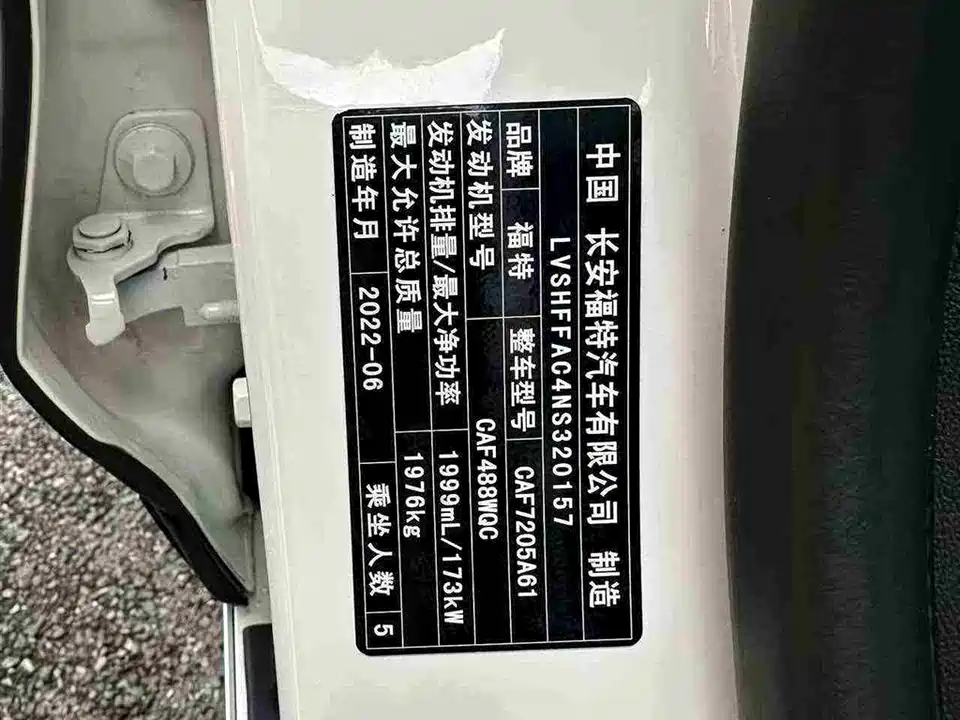 中国 长安福特汽车有限公司 制造
LVSHFFAC4NS320157
品牌 福特 整车型号 CAF7205A61
发动机型号 CAF488WQC
发动机排量/最大净功率 1999mL/173kW
最大允许总质量 1976kg
制造年月 2022-06 乘坐人数 5